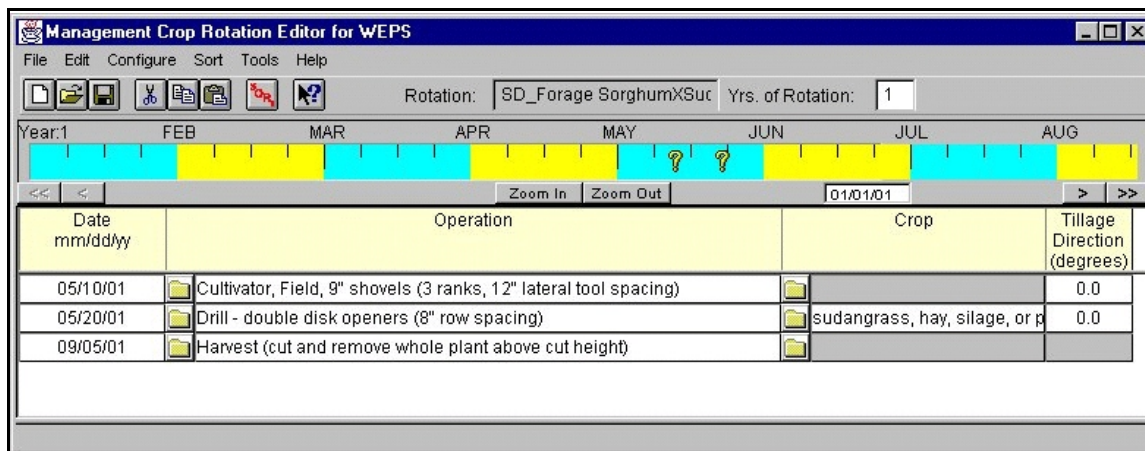 Management Crop Rotation Editor for WEPS
File Edit Configure Sort Tools Help
Rotation: SD_Forage SorghumXSuc Yrs. of Rotation: 1
Year:1 FEB MAR APR MAY JUN JUL AUG
<< < Zoom In Zoom Out 01/01/01 > >>
Date Operation Crop Tillage
mm/dd/yy Direction
(degrees)
05/10/01 Cultivator, Field, 9" shovels (3 ranks, 12" lateral tool spacing) 0.0
05/20/01 Drill - double disk openers (8" row spacing) sudangrass, hay, silage, or p 0.0
09/05/01 Harvest (cut and remove whole plant above cut height)